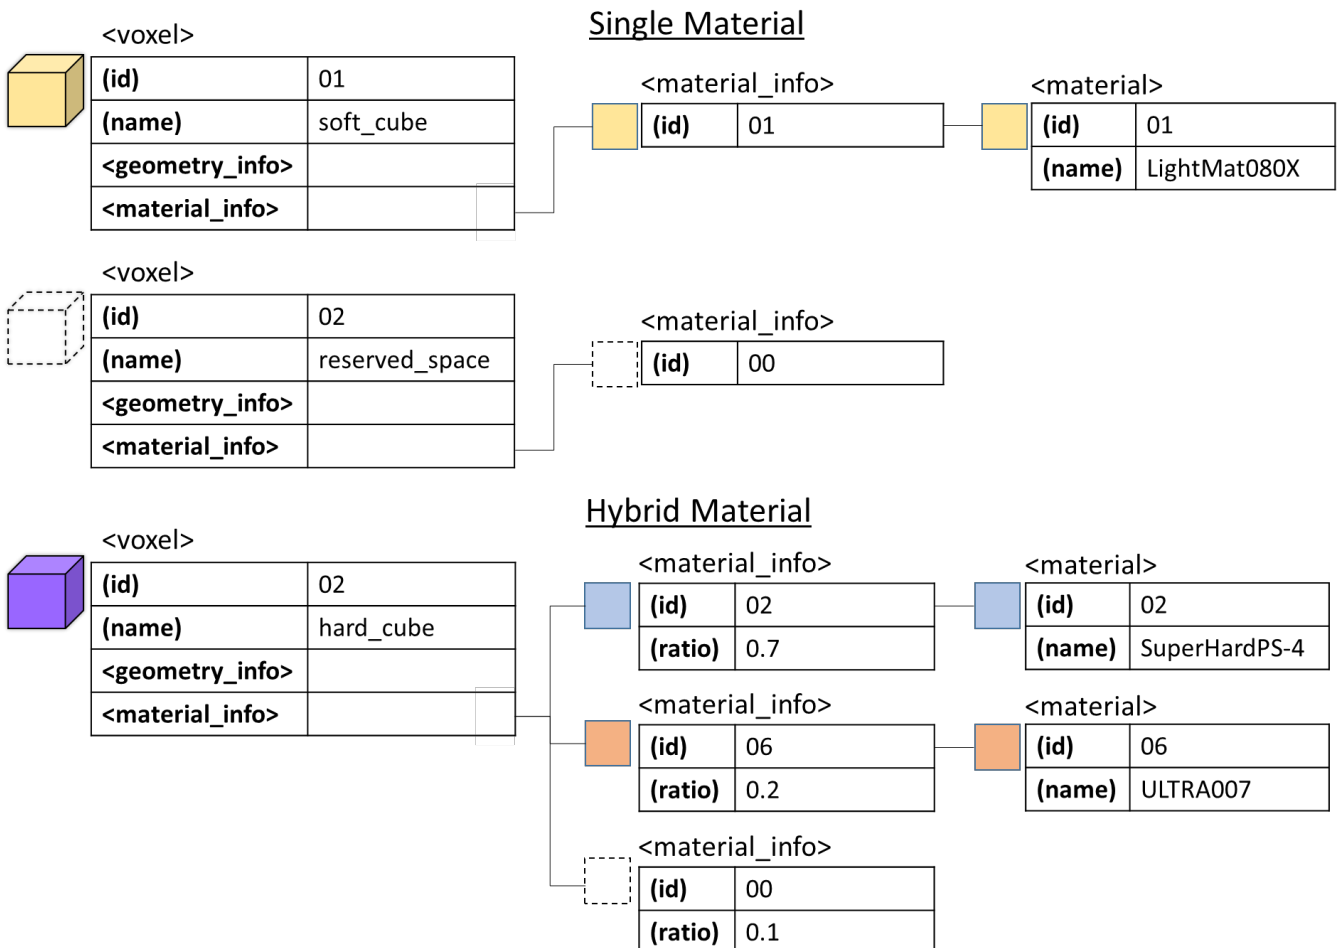 Single Material
<voxel>
(id) 01
(name) soft_cube
<geometry_info>
<material_info>
<material_info>
(id) 01
<material>
(id) 01
(name) LightMat080X
<voxel>
(id) 02
(name) reserved_space
<geometry_info>
<material_info>
<material_info>
(id) 00
Hybrid Material
<voxel>
(id) 02
(name) hard_cube
<geometry_info>
<material_info>
<material_info>
(id) 02
(ratio) 0.7
<material>
(id) 02
(name) SuperHardPS-4
<material_info>
(id) 06
(ratio) 0.2
<material>
(id) 06
(name) ULTRA007
<material_info>
(id) 00
(ratio) 0.1